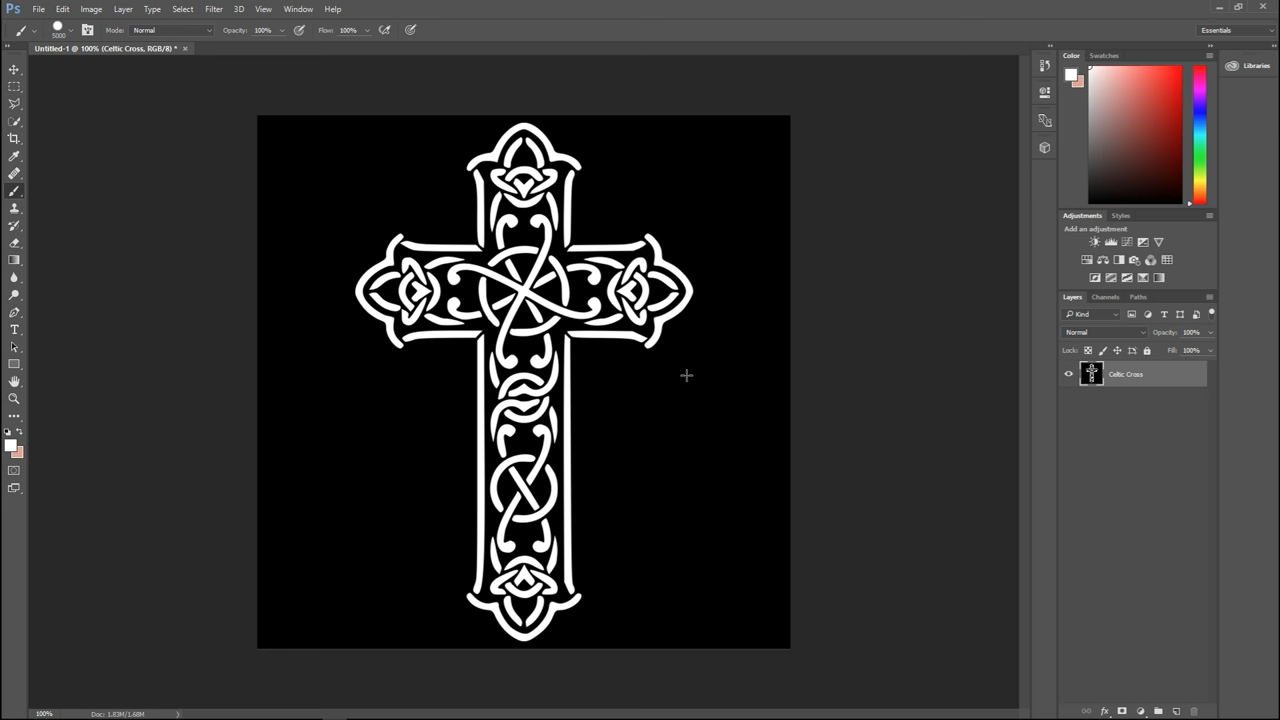 Ps File Edit Image Layer Type Select Filter 3D View Window Help
5000 Mode: Normal Opacity: 100% Flow: 100% Essentials
Untitled-1 @ 100% (Celtic Cross, RGB/8) * ×
Color Swatches
Libraries
Adjustments Styles
Add an adjustment
Layers Channels Paths
Kind
Normal Opacity: 100%
Lock: Fill: 100%
Celtic Cross
fx
100% Doc: 1.83M/1.68M